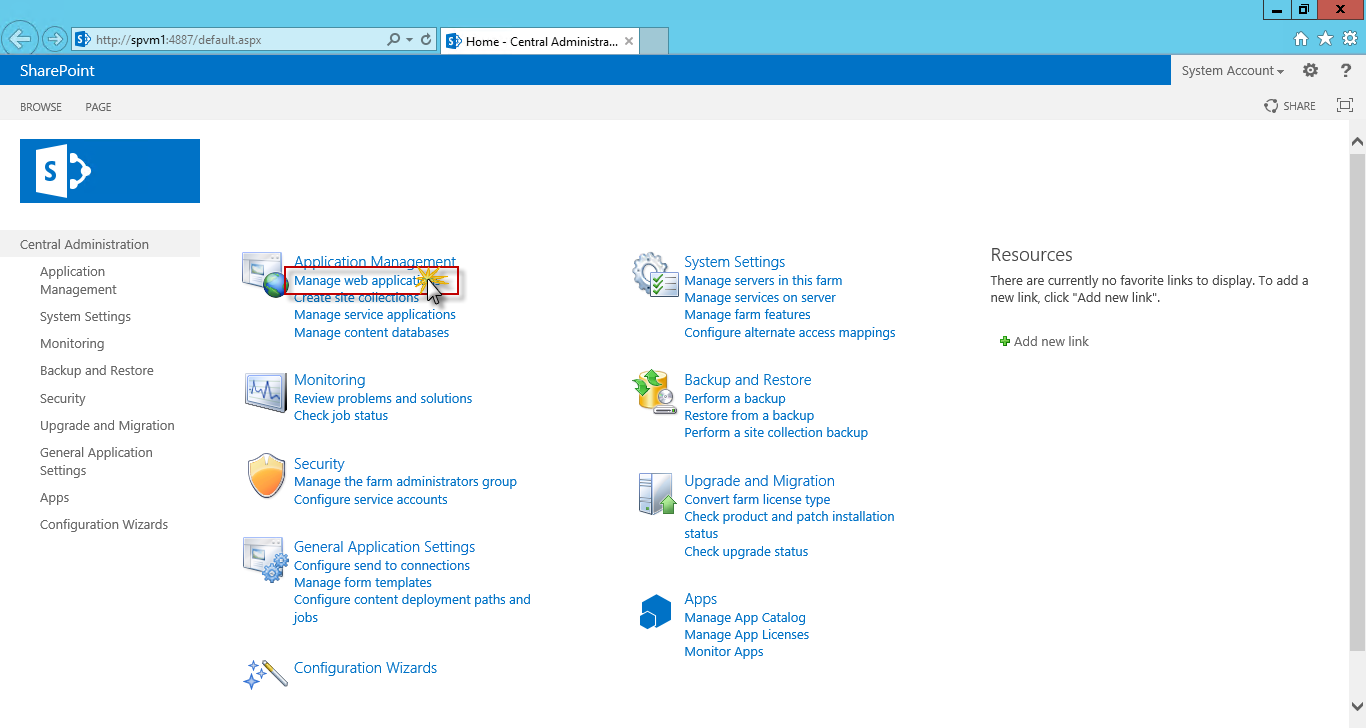 http://spvm1:4887/default.aspx
Home - Central Administra...
SharePoint
System Account
?
BROWSE
PAGE
SHARE
S
Central Administration
Application
Management
System Settings
Monitoring
Backup and Restore
Security
Upgrade and Migration
General Application
Settings
Apps
Configuration Wizards
Application Management
Manage web
Create site collections
Manage service applications
Manage content databases
Monitoring
Review problems and solutions
Check job status
Security
Manage the farm administrators group
Configure service accounts
General Application Settings
Configure send to connections
Manage form templates
Configure content deployment paths and
jobs
Configuration Wizards
System Settings
Manage servers in this farm
Manage services on server
Manage farm features
Configure alternate access mappings
Backup and Restore
Perform a backup
Restore from a backup
Perform a site collection backup
Upgrade and Migration
Convert farm license type
Check product and patch installation
status
Check upgrade status
Apps
Manage App Catalog
Manage App Licenses
Monitor Apps
Resources
There are currently no favorite links to display. To add a
new link, click "Add new link".
Add new link